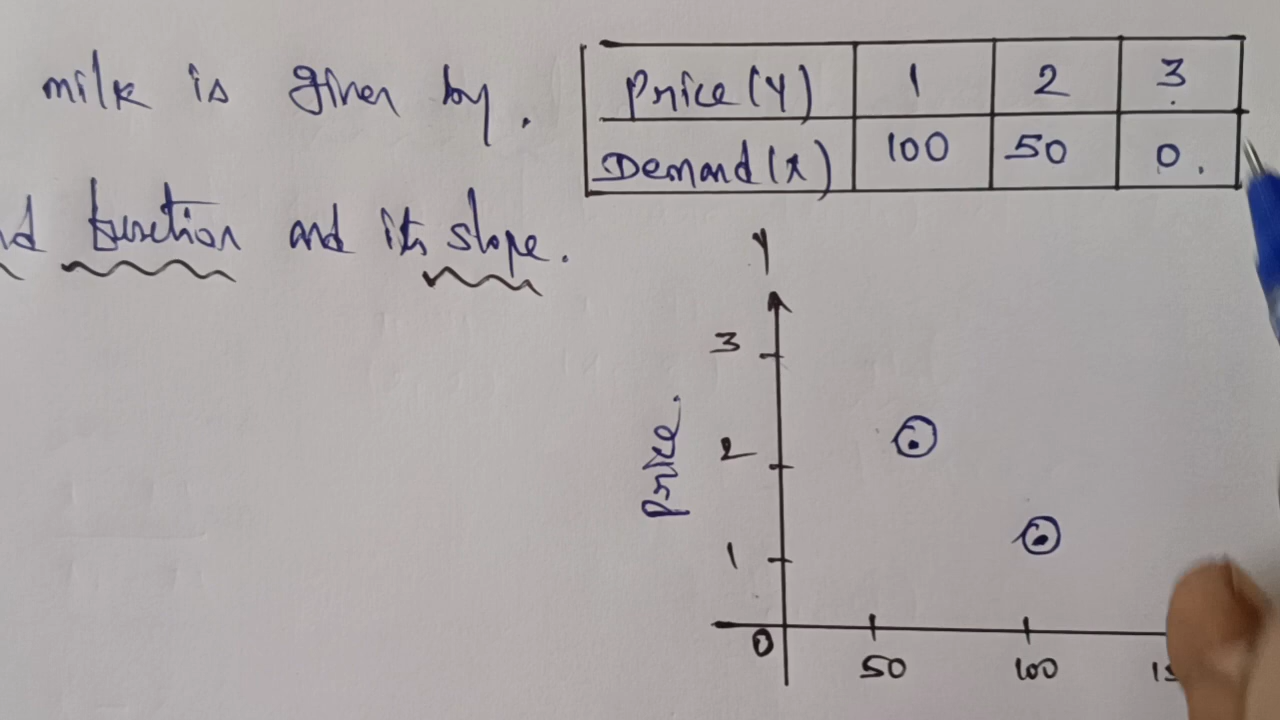 milk is given by.
Price (Y) 1 2 3
Demand (x) 100 50 0.
function and its slope.
Y
3
Price.
2
1
0
50 100